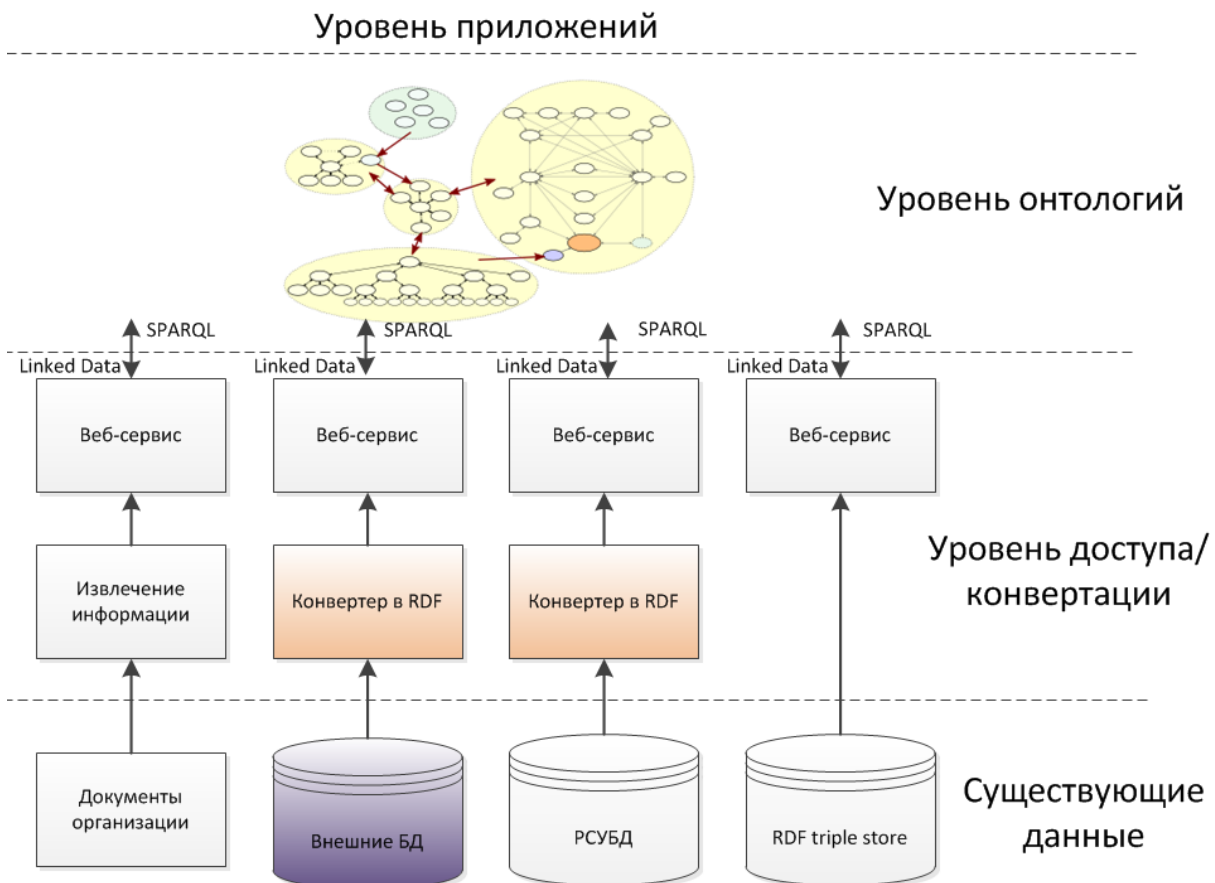 Уровень приложений
Уровень онтологий
SPARQL
SPARQL
SPARQL
SPARQL
Linked Data
Linked Data
Linked Data
Linked Data
Веб-сервис
Веб-сервис
Веб-сервис
Веб-сервис
Уровень доступа/
конвертации
Извлечение
информации
Конвертер в RDF
Конвертер в RDF
Существующие
данные
Документы
организации
Внешние БД
РСУБД
RDF triple store